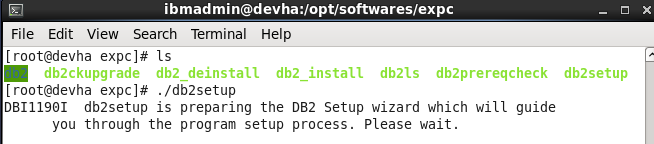 ibmadmin@devha:/opt/softwares/expc
File Edit View Search Terminal Help
[root@devha expc]# ls
db2 db2ckupgrade db2_deinstall db2_install db2ls db2prereqcheck db2setup
[root@devha expc]# ./db2setup
DBI1190I db2setup is preparing the DB2 Setup wizard which will guide
you through the program setup process. Please wait.